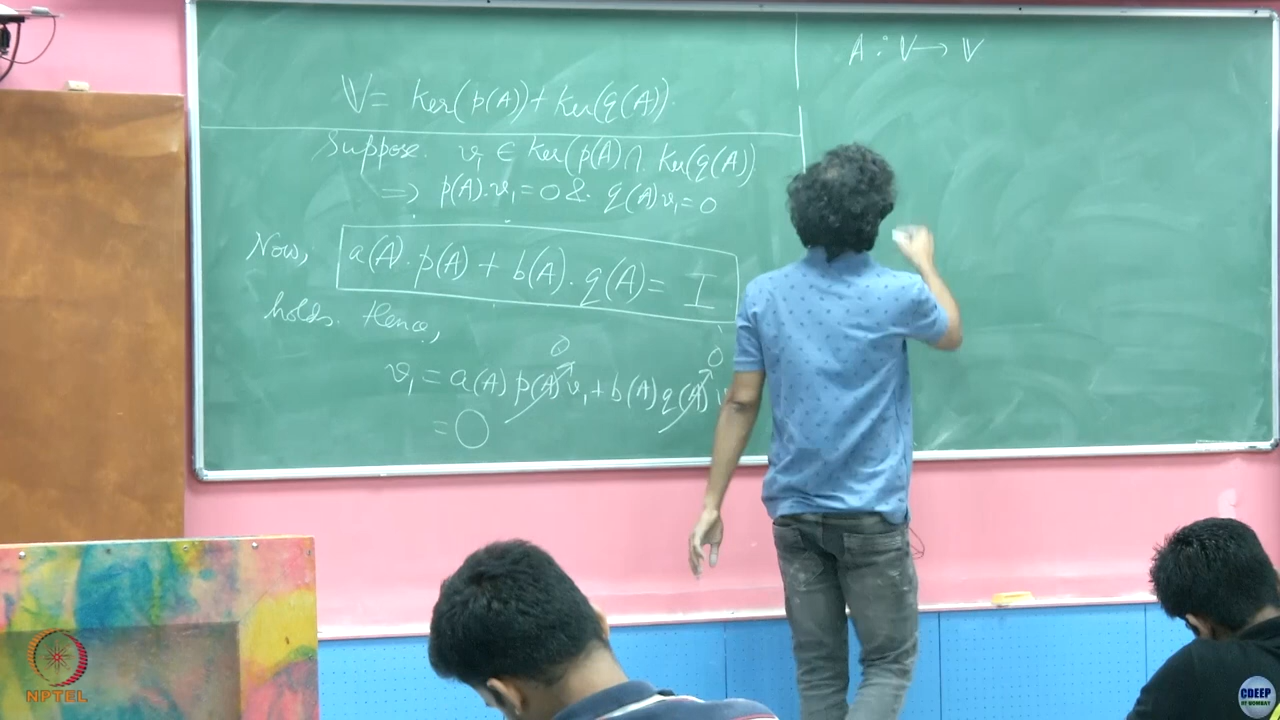 V = Ker(p(A)) + Ker(q(A)).
Suppose. v₁ ∈ Ker(p(A) ∩ Ker(q(A))
⇒ p(A).v₁ = 0 & q(A)v₁ = 0
Now, a(A). p(A) + b(A). q(A) = I
holds. Hence,
0 0
v₁ = a(A) p(A) v₁ + b(A) q(A)
= 0
A : V → V
NPTEL
CDEEP
IIT BOMBAY